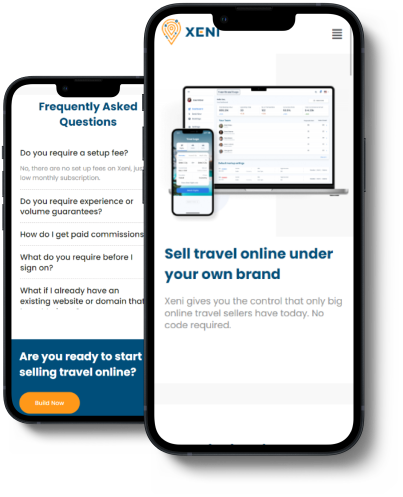 XENI
Sell travel online under
your own brand
Xeni gives you the control that only big
online travel sellers have today. No
code required.
Frequently Asked
Questions
Do you require a setup fee?
No, there are no set up fees on Xeni, jus
low monthly subscription.
Do you require experience or
volume guarantees?
How do I get paid commissions
What do you require before I
sign on?
What if I already have an
existing website or domain that
Are you ready to start
selling travel online?
Build Now